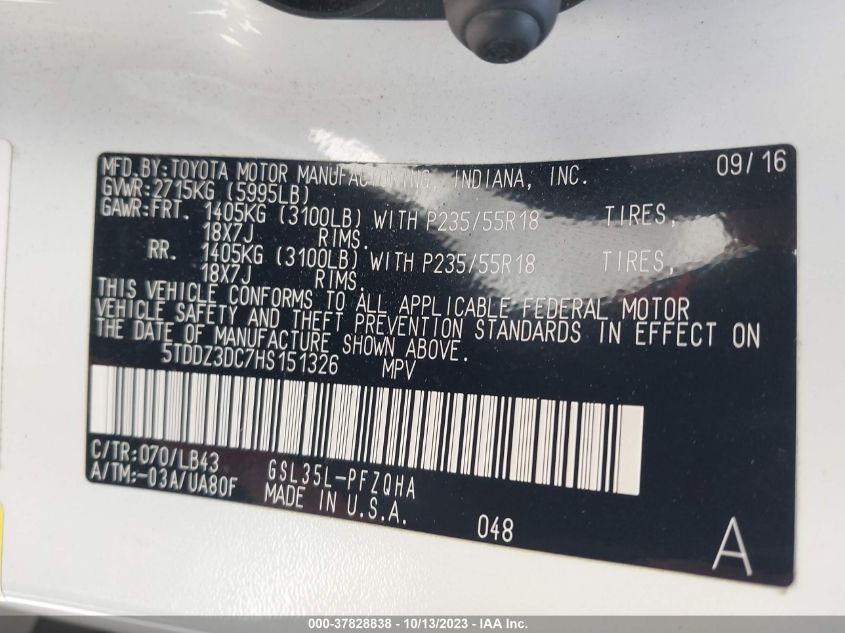 MFD.BY:TOYOTA MOTOR MANUFACTURING, INDIANA, INC. 09/16
GVWR:2715KG (5995LB)
GAWR:FRT. 1405KG (3100LB) WITH P235/55R18 TIRES,
18X7J RIMS.
RR. 1405KG (3100LB) WITH P235/55R18 TIRES,
18X7J RIMS.
THIS VEHICLE CONFORMS TO ALL APPLICABLE FEDERAL MOTOR
VEHICLE SAFETY AND THEFT PREVENTION STANDARDS IN EFFECT ON
THE DATE OF MANUFACTURE SHOWN ABOVE.
5TDDZ3DC7HS151326 MPV
C/TR:070/LB43 GSL35L-PFZQHA
A/TM:-03A/UA80F MADE IN U.S.A. 048
A
000-37828838 - 10/13/2023 - IAA Inc.